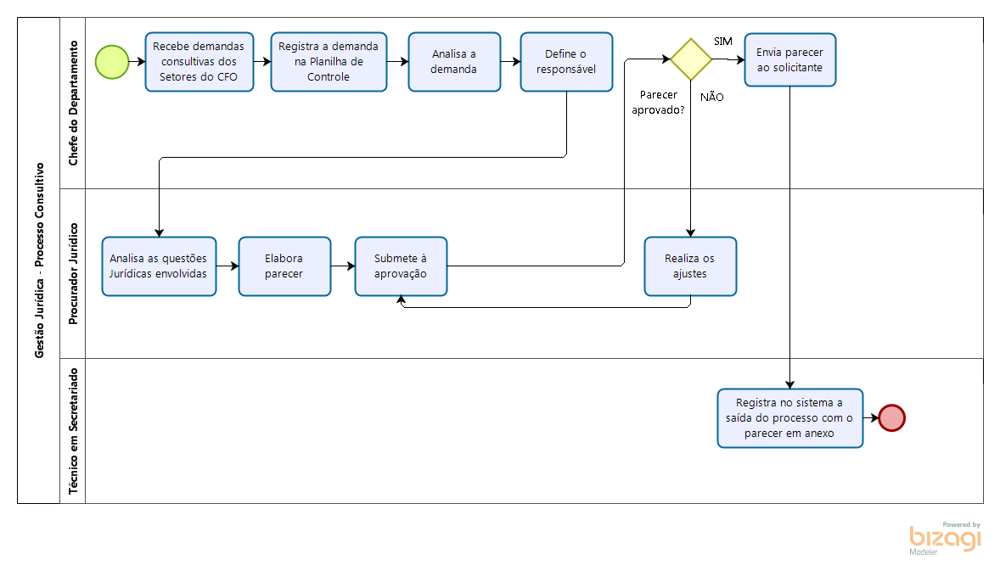 Gestão Jurídica - Processo Consultivo
Chefe do Departamento
Recebe demandas
consultivas dos
Setores do CFO
Registra a demanda
na Planilha de
Controle
Analisa a
demanda
Define o
responsável
Parecer
aprovado?
SIM
NÃO
Envia parecer
ao solicitante
Procurador Jurídico
Analisa as questões
Jurídicas envolvidas
Elabora
parecer
Submete à
aprovação
Realiza os
ajustes
Técnico em Secretariado
Registra no sistema a
saída do processo com o
parecer em anexo
Powered by
bizagi
Modeler